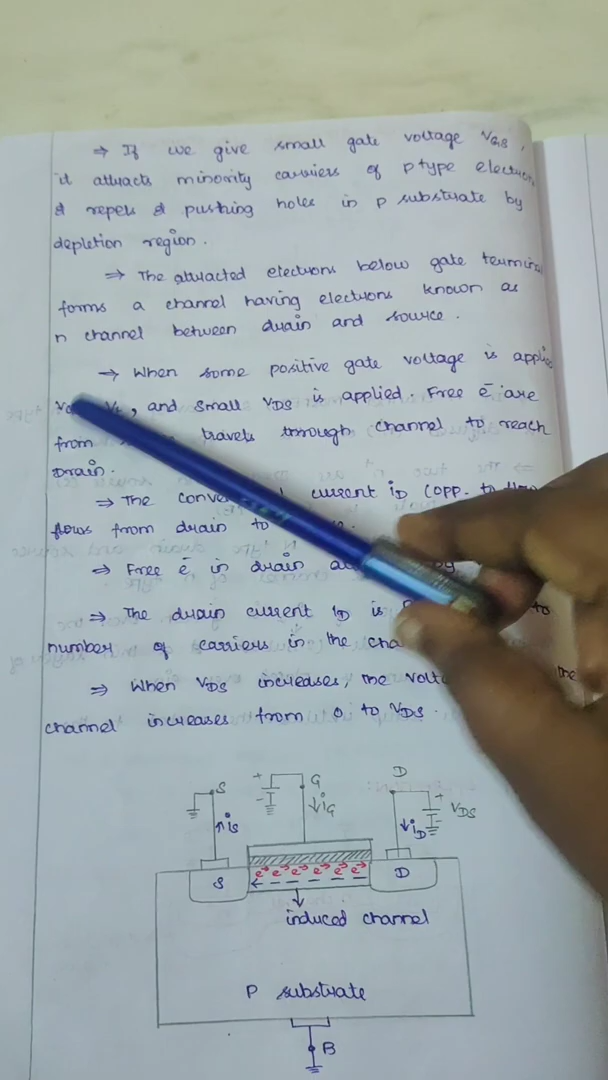 ⇒ If we give small gate voltage VGS,
it attracts minority carriers of p type electron
& repels & pushing holes in p substrate by
depletion region.
⇒ The attracted electrons below gate terminal
forms a channel having electrons known as
n channel between drain and source.
→ When some positive gate voltage is applied
, and small VDS is applied. Free ē are
from travels through channel to reach
Drain.
⇒ The current iD (opp. to flow
flows from drain to
⇒ Free ē in drain
⇒ The drain current ID is to
number of carriers in the
⇒ When VDS increases, the the
channel increases from 0 to VDS.
S + - G D + - VDS
↑iS ↓iG ↓iD
S e⁻ e⁻ e⁻ e⁻ e⁻ e⁻ D
induced channel
P substrate
B